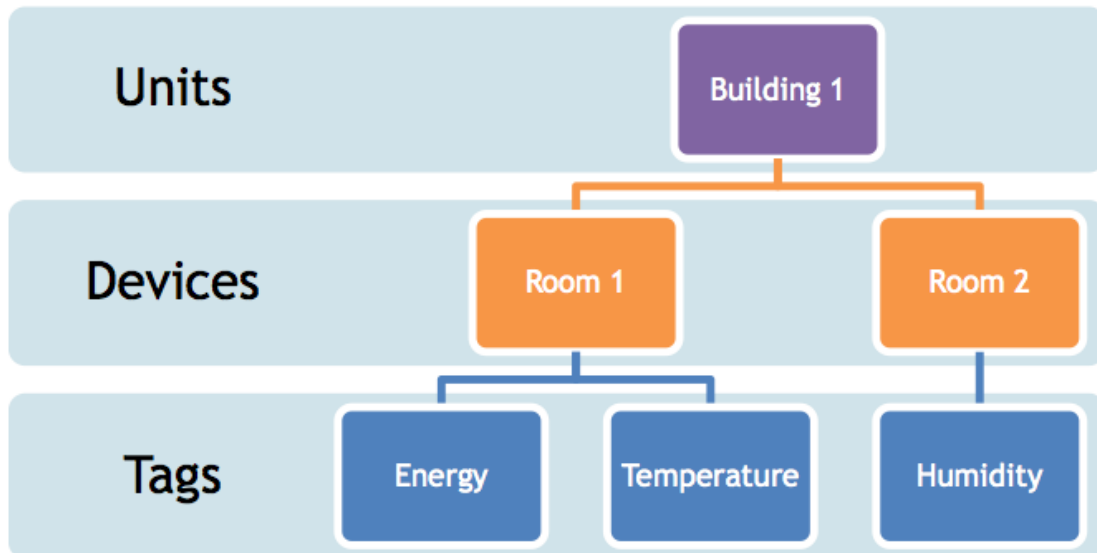 Units
Building 1
Devices
Room 1
Room 2
Tags
Energy
Temperature
Humidity